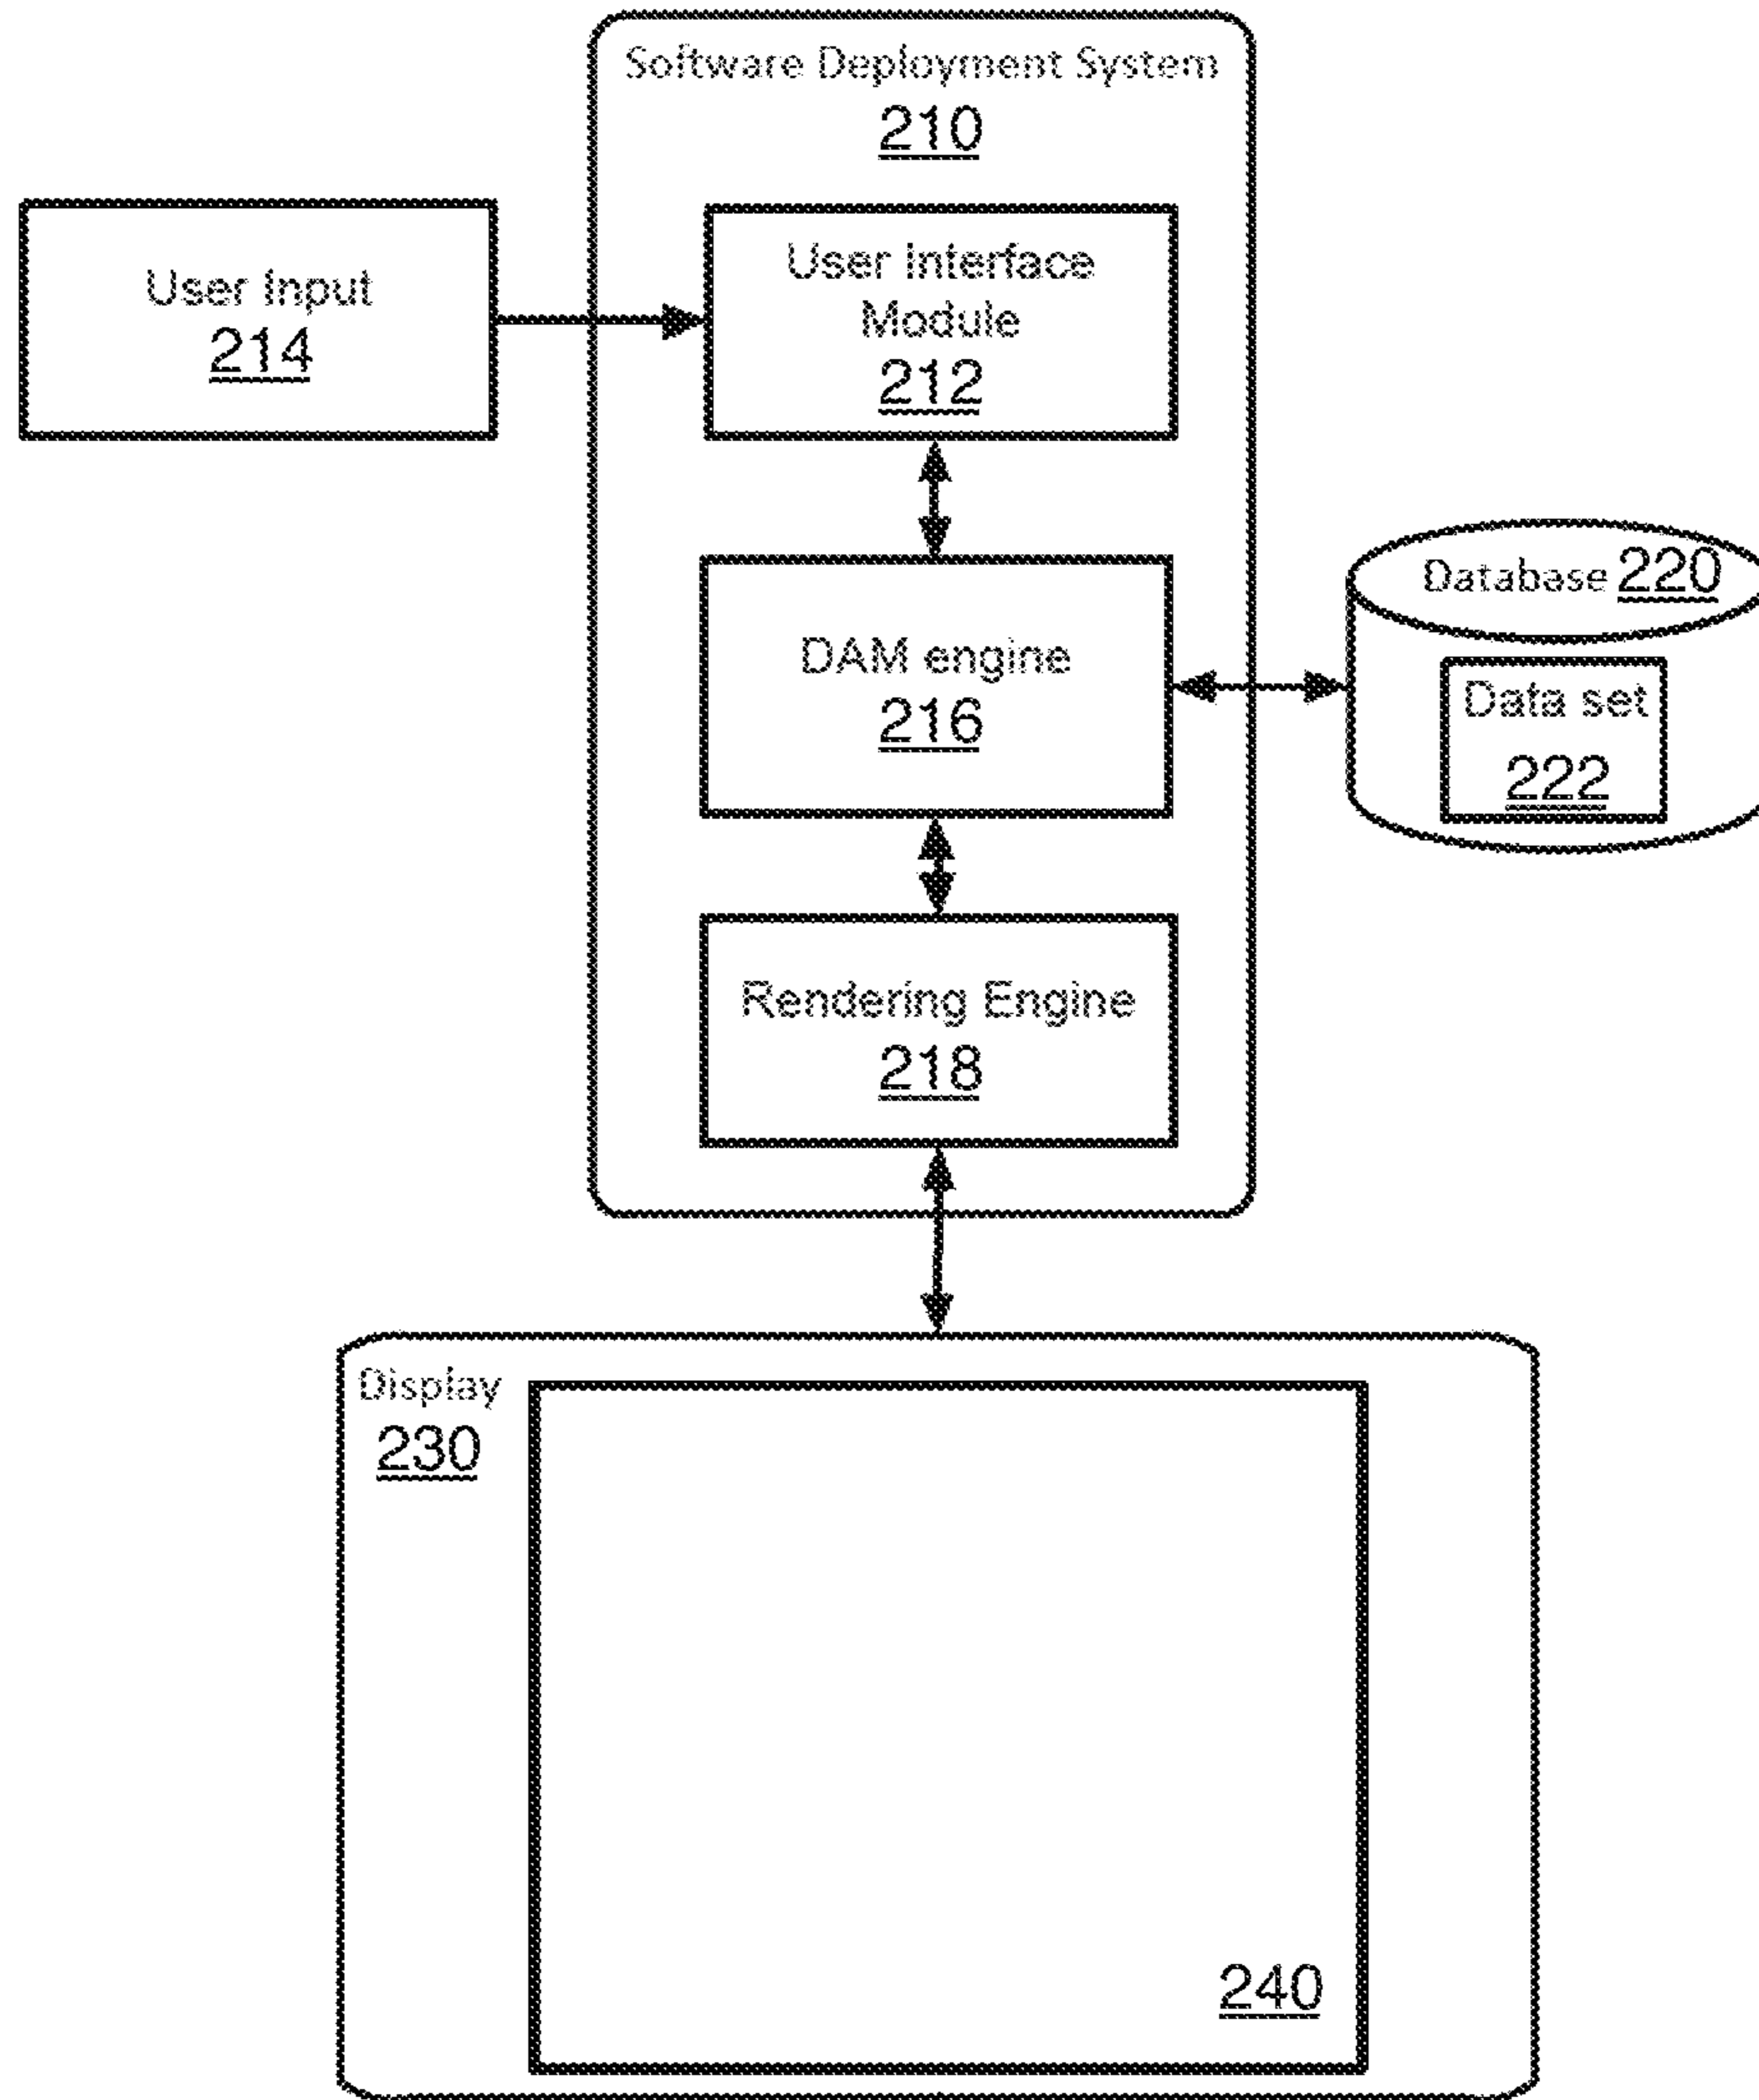 Software Deployment System
210
User Input
214
User Interface
Module
212
DAM engine
216
Database 220
Data set
222
Rendering Engine
218
Display
230
240